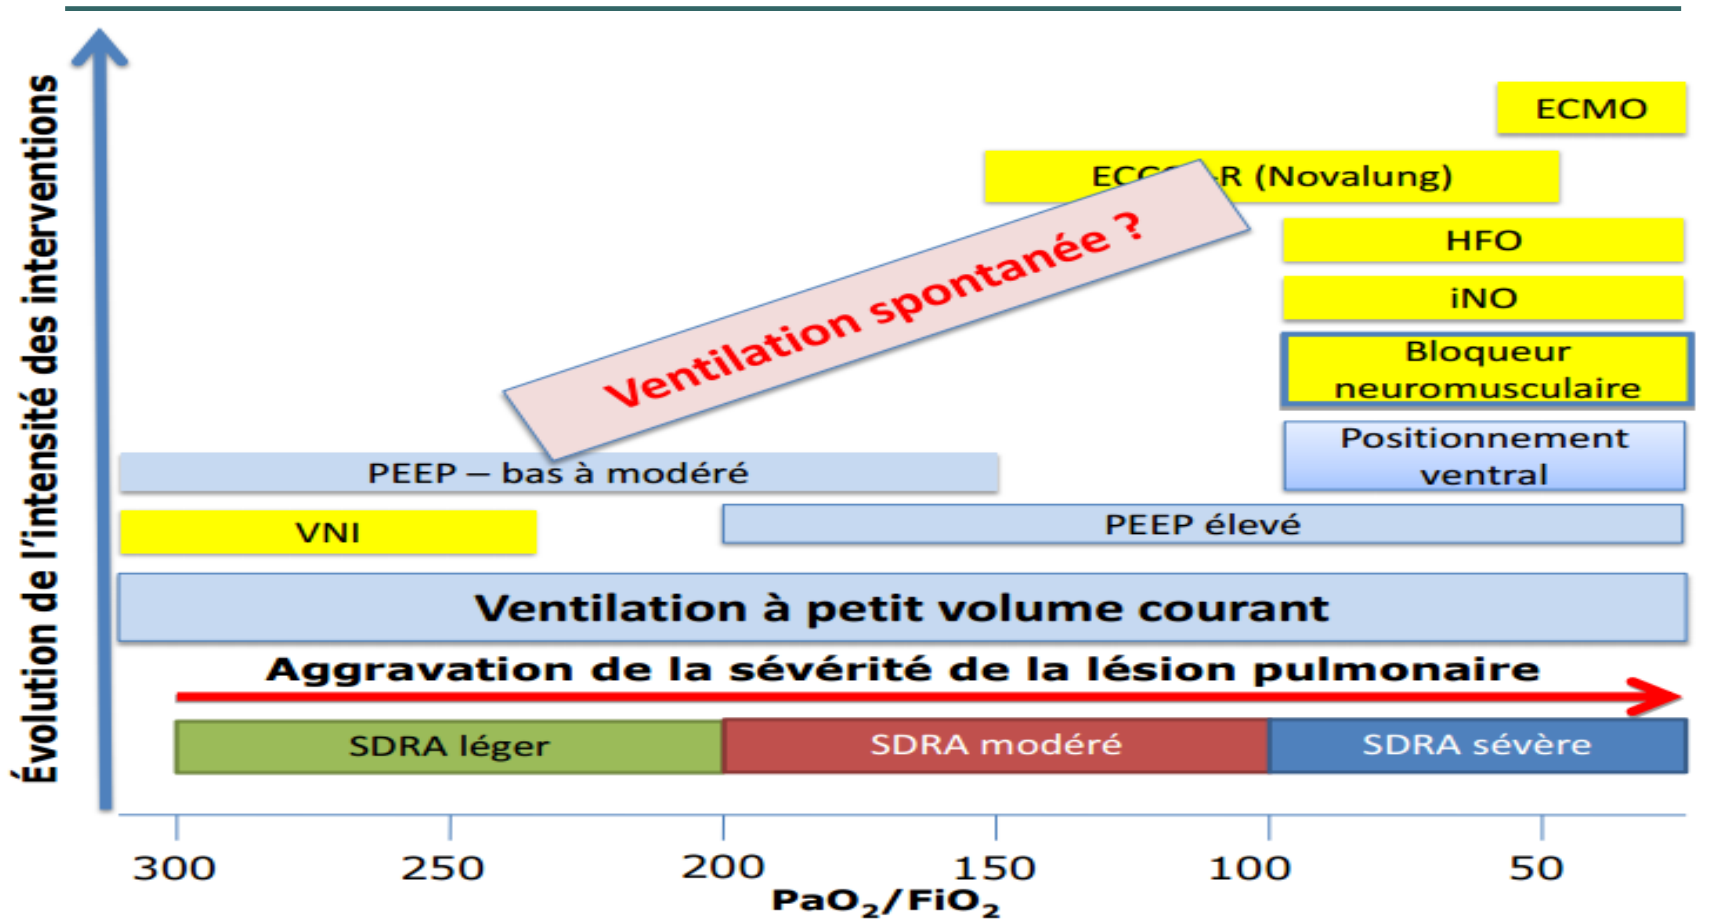 Évolution de l'intensité des interventions
ECMO
-R (Novalung)
Ventilation spontanée ?
HFO
iNO
Bloqueur
neuromusculaire
Positionnement
ventral
PEEP – bas à modéré
PEEP élevé
VNI
Ventilation à petit volume courant
Aggravation de la sévérité de la lésion pulmonaire
SDRA léger
SDRA modéré
SDRA sévère
300
250
200
150
100
50
PaO₂/FiO₂